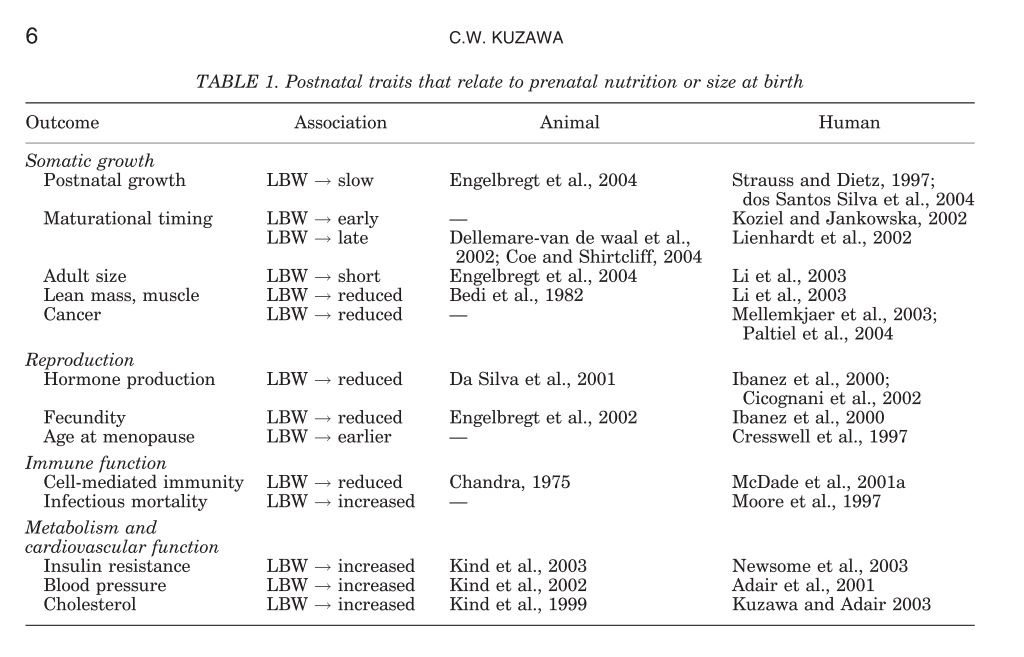 6 C.W. KUZAWA
TABLE 1. Postnatal traits that relate to prenatal nutrition or size at birth
Outcome Association Animal Human
Somatic growth
Postnatal growth LBW → slow Engelbregt et al., 2004 Strauss and Dietz, 1997;
dos Santos Silva et al., 2004
Maturational timing LBW → early — Koziel and Jankowska, 2002
LBW → late Dellemare-van de waal et al., Lienhardt et al., 2002
2002; Coe and Shirtcliff, 2004
Adult size LBW → short Engelbregt et al., 2004 Li et al., 2003
Lean mass, muscle LBW → reduced Bedi et al., 1982 Li et al., 2003
Cancer LBW → reduced — Mellemkjaer et al., 2003;
Paltiel et al., 2004
Reproduction
Hormone production LBW → reduced Da Silva et al., 2001 Ibanez et al., 2000;
Cicognani et al., 2002
Fecundity LBW → reduced Engelbregt et al., 2002 Ibanez et al., 2000
Age at menopause LBW → earlier — Cresswell et al., 1997
Immune function
Cell-mediated immunity LBW → reduced Chandra, 1975 McDade et al., 2001a
Infectious mortality LBW → increased — Moore et al., 1997
Metabolism and
cardiovascular function
Insulin resistance LBW → increased Kind et al., 2003 Newsome et al., 2003
Blood pressure LBW → increased Kind et al., 2002 Adair et al., 2001
Cholesterol LBW → increased Kind et al., 1999 Kuzawa and Adair 2003